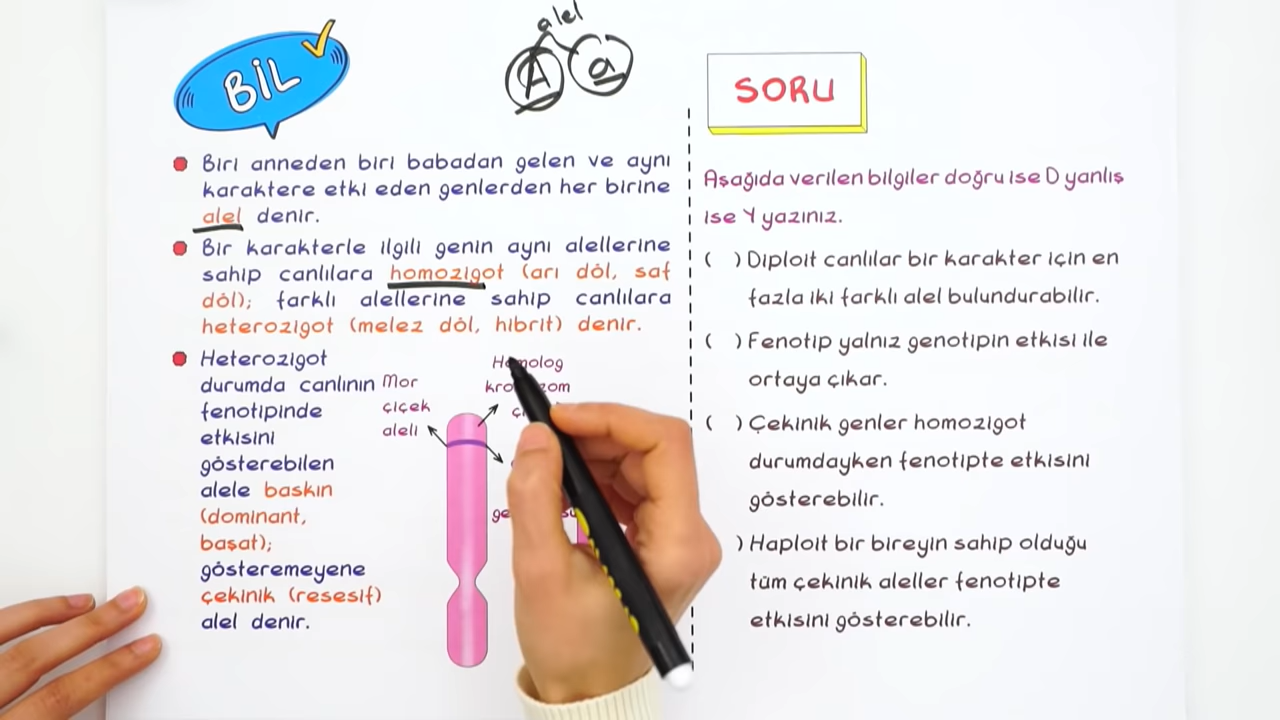 alel
A a
BİL
Biri anneden biri babadan gelen ve aynı
karaktere etki eden genlerden her birine
alel denir.
Bir karakterle ilgili genin aynı alellerine
sahip canlılara homozigot (arı döl, saf
döl); farklı alellerine sahip canlılara
heterozigot (melez döl, hibrit) denir.
Heterozigot
durumda canlının
fenotipinde
etkisini
gösterebilen
alele baskın
(dominant,
başat);
gösteremeyene
çekinik (resesif)
alel denir.
Mor
çiçek
aleli
SORU
Aşağıda verilen bilgiler doğru ise D yanlış
ise Y yazınız.
( ) Diploit canlılar bir karakter için en
fazla iki farklı alel bulundurabilir.
( ) Fenotip yalnız genotipin etkisi ile
ortaya çıkar.
( ) Çekinik genler homozigot
durumdayken fenotipte etkisini
gösterebilir.
) Haploit bir bireyin sahip olduğu
tüm çekinik aleller fenotipte
etkisini gösterebilir.